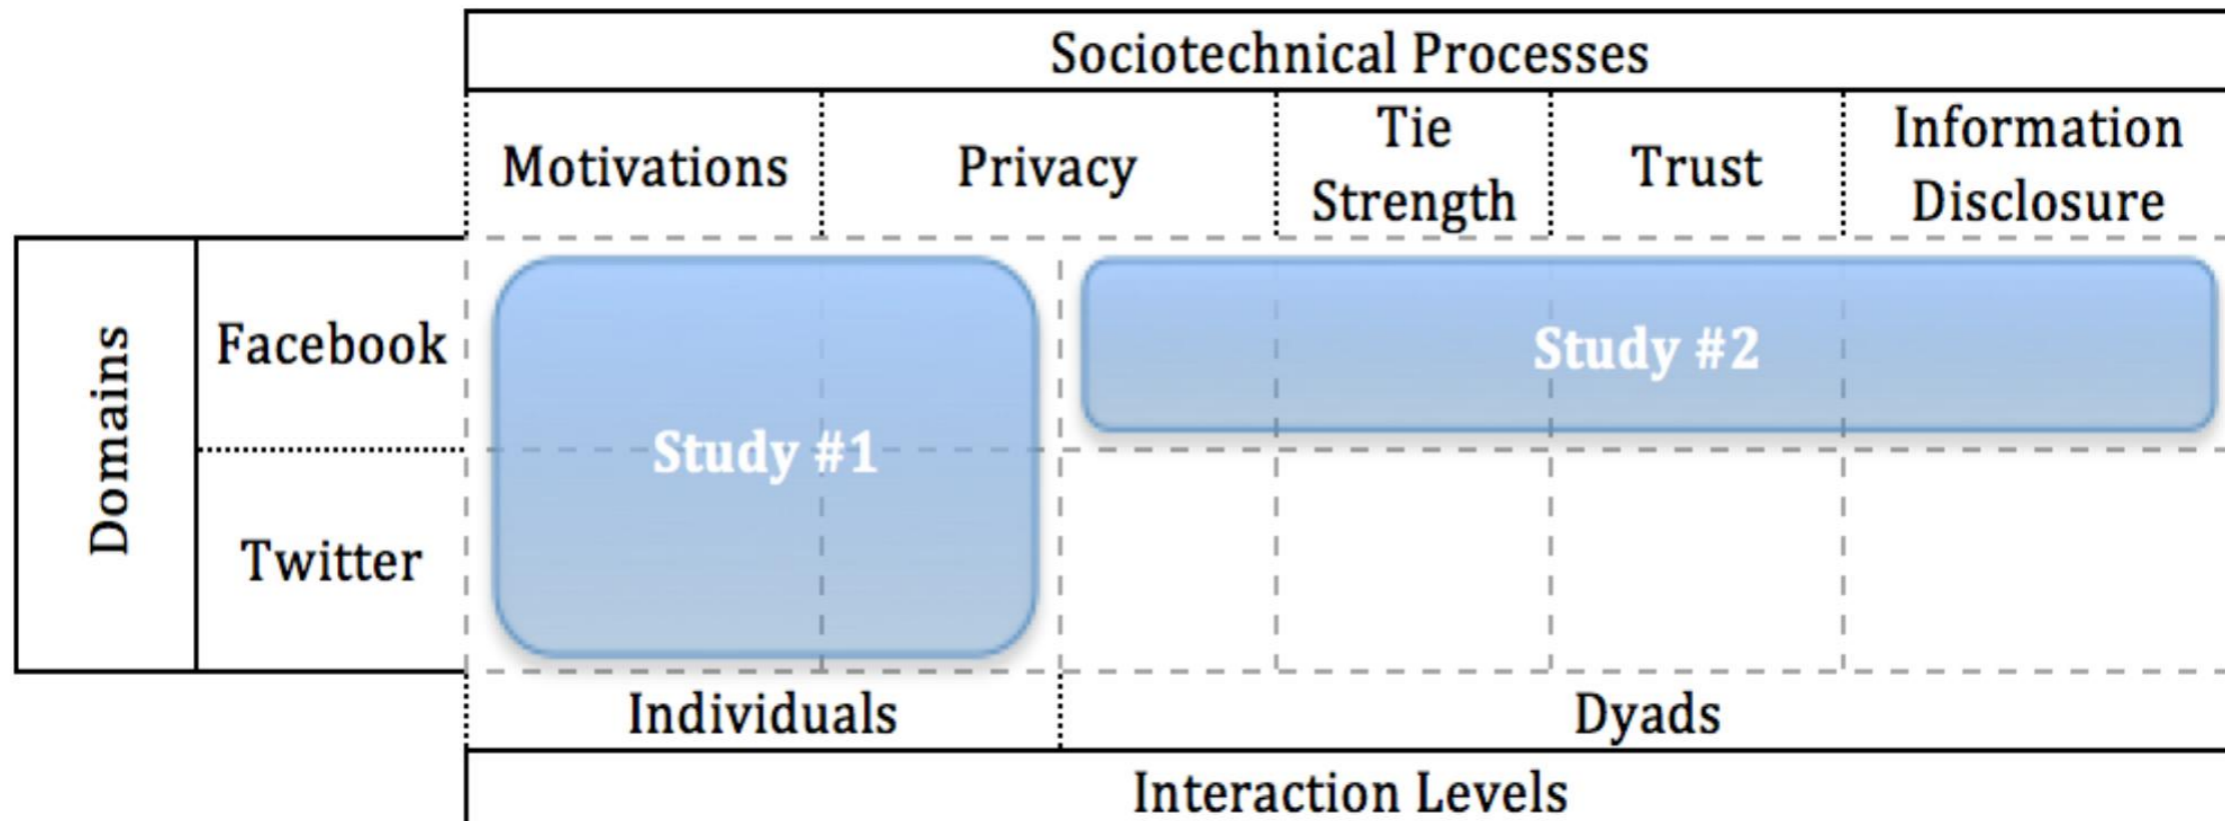 Sociotechnical Processes
Motivations
Privacy
Tie
Strength
Trust
Information
Disclosure
Domains
Facebook
Study #1
Study #2
Twitter
Individuals
Dyads
Interaction Levels